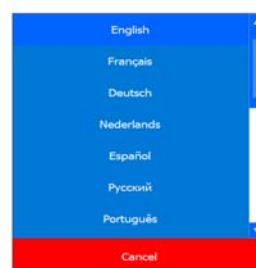 English
Français
Deutsch
Nederlands
Español
Русский
Português
Cancel